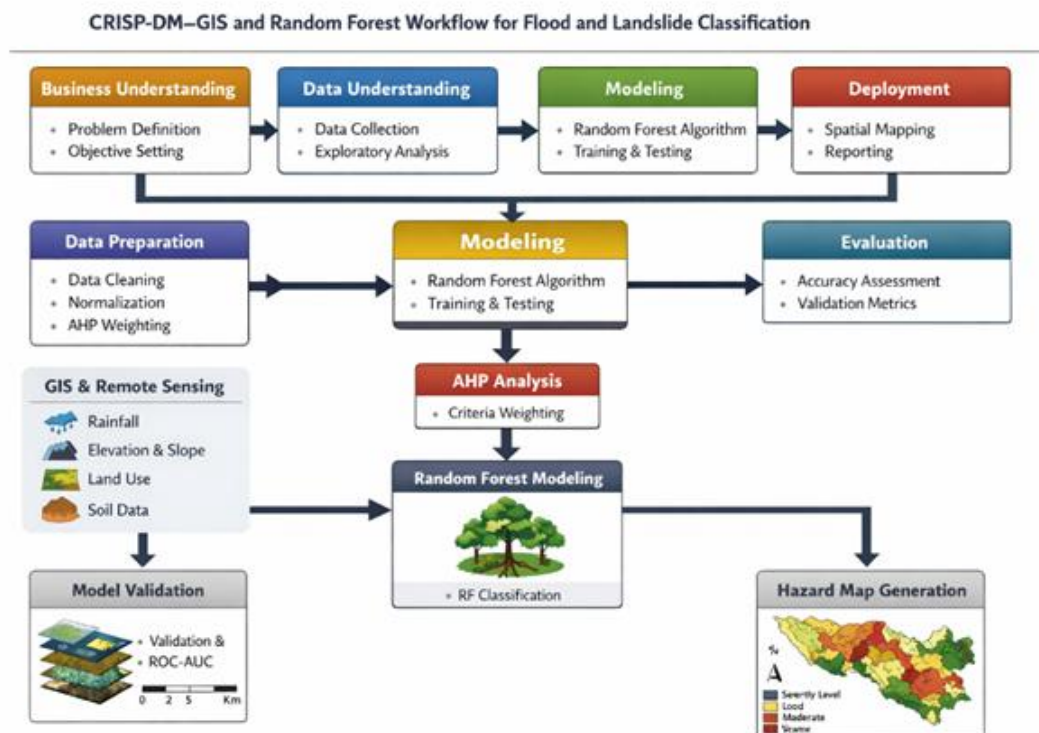 CRISP-DM–GIS and Random Forest Workflow for Flood and Landslide Classification
Business Understanding
• Problem Definition
• Objective Setting
Data Understanding
• Data Collection
• Exploratory Analysis
Modeling
• Random Forest Algorithm
• Training & Testing
Deployment
• Spatial Mapping
• Reporting
Data Preparation
• Data Cleaning
• Normalization
• AHP Weighting
Modeling
• Random Forest Algorithm
• Training & Testing
Evaluation
• Accuracy Assessment
• Validation Metrics
AHP Analysis
• Criteria Weighting
GIS & Remote Sensing
Rainfall
Elevation & Slope
Land Use
Soil Data
Random Forest Modeling
• RF Classification
Model Validation
• Validation &
• ROC-AUC
0 2 5 Km
Hazard Map Generation
A
Level
Lood
Moderate